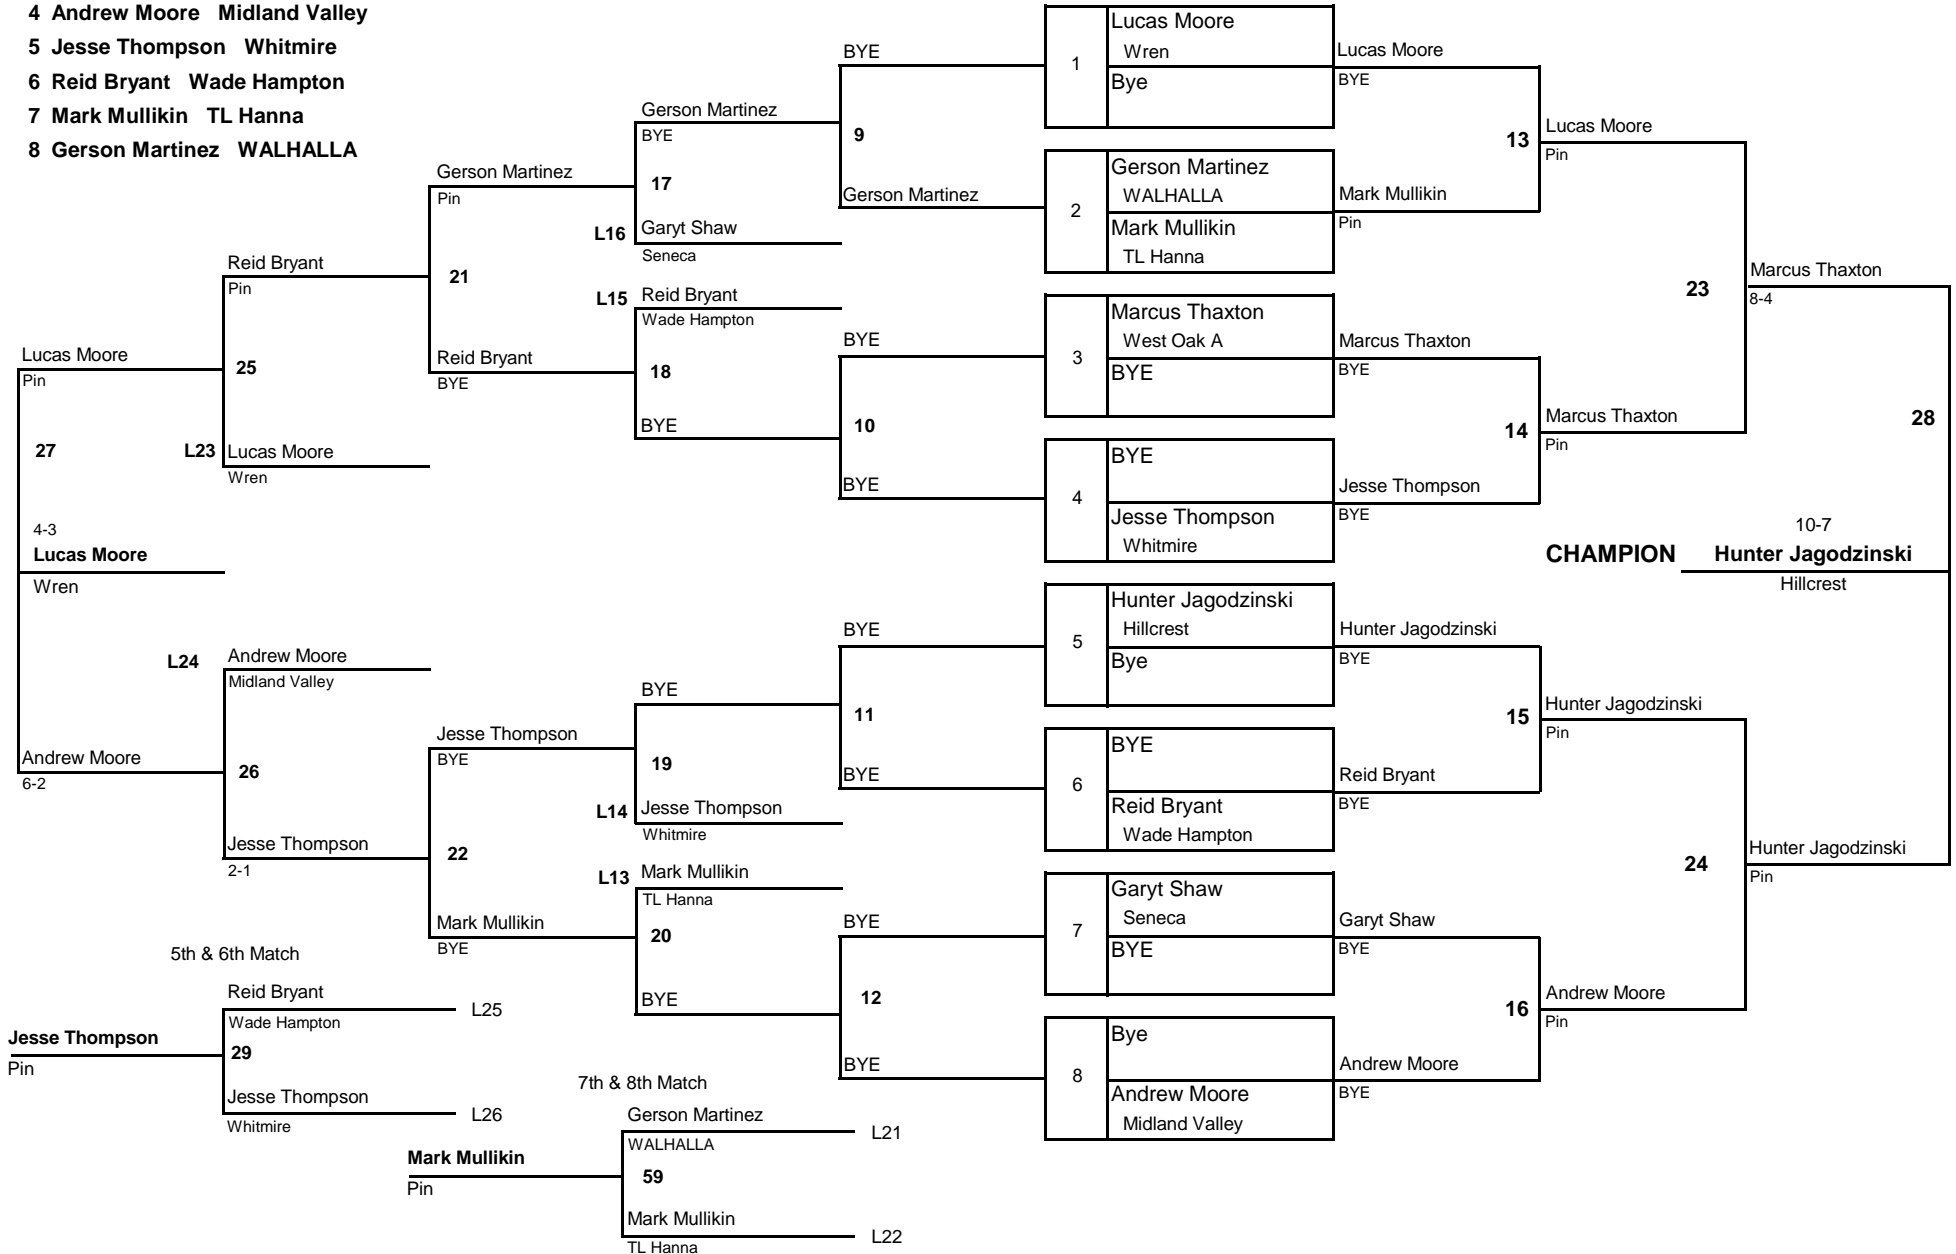 4 Andrew Moore Midland Valley
5 Jesse Thompson Whitmire
6 Reid Bryant Wade Hampton
7 Mark Mullikin TL Hanna
8 Gerson Martinez WALHALLA
Lucas Moore
Pin
27
4-3
Lucas Moore
Wren
Andrew Moore
6-2
Reid Bryant
Pin
25
L23 Lucas Moore
Wren
L24 Andrew Moore
Midland Valley
26
Jesse Thompson
2-1
Gerson Martinez
Pin
21
Reid Bryant
BYE
Jesse Thompson
BYE
22
Mark Mullikin
BYE
Gerson Martinez
BYE
17
L16 Garyt Shaw
Seneca
L15 Reid Bryant
Wade Hampton
18
BYE
BYE
19
L14 Jesse Thompson
Whitmire
L13 Mark Mullikin
TL Hanna
20
BYE
BYE
9
Gerson Martinez
BYE
10
BYE
BYE
11
BYE
BYE
12
BYE
1
Lucas Moore
Wren
Bye
2
Gerson Martinez
WALHALLA
Mark Mullikin
TL Hanna
3
Marcus Thaxton
West Oak A
BYE
4
BYE
Jesse Thompson
Whitmire
5
Hunter Jagodzinski
Hillcrest
Bye
6
BYE
Reid Bryant
Wade Hampton
7
Garyt Shaw
Seneca
BYE
8
Bye
Andrew Moore
Midland Valley
Lucas Moore
BYE
13
Mark Mullikin
Pin
Marcus Thaxton
BYE
14
Jesse Thompson
BYE
Hunter Jagodzinski
BYE
15
Reid Bryant
BYE
Garyt Shaw
BYE
16
Andrew Moore
BYE
Lucas Moore
Pin
23
Marcus Thaxton
Pin
Hunter Jagodzinski
Pin
24
Andrew Moore
Pin
Marcus Thaxton
8-4
28
10-7
CHAMPION Hunter Jagodzinski
Hillcrest
Hunter Jagodzinski
Pin
5th & 6th Match
Reid Bryant
L25
Wade Hampton
Jesse Thompson
29
Pin
Jesse Thompson
L26
Whitmire
7th & 8th Match
Gerson Martinez
L21
WALHALLA
Mark Mullikin
59
Pin
Mark Mullikin
L22
TL Hanna